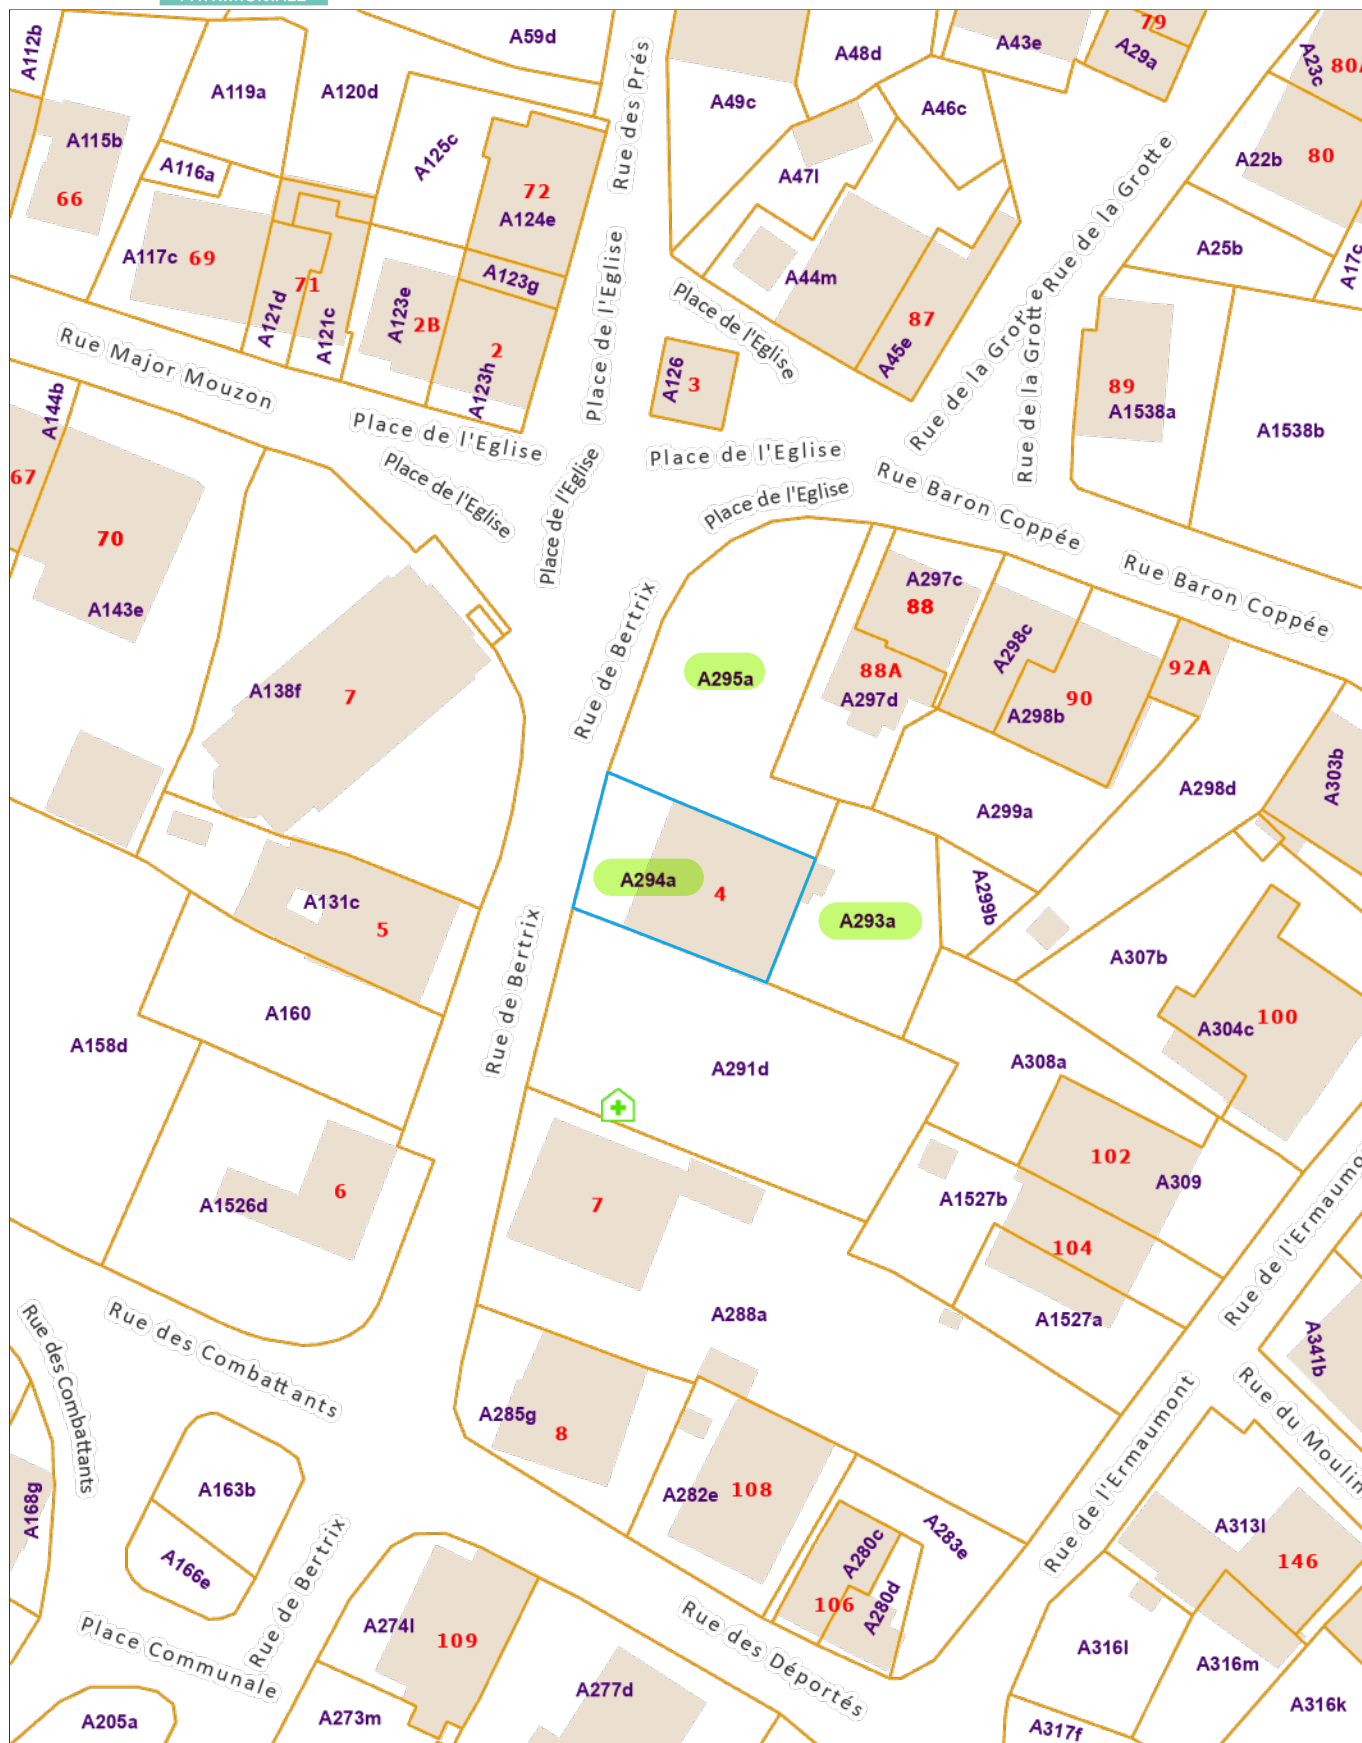 A59d
A112b
A119a
A120d
A48d
A43e
79
A29a
A23c
A49c
A46c
A115b
A125c
A116a
72
A124e
A47l
A22b
80
66
Rue des Prés
Rue de la Grotte
A117c
69
71
A121d
A121c
A123e
2B
A123g
2
A123h
Place de l'Eglise
A44m
A25b
A17c
Place de l'Eglise
87
A45e
A126
3
Rue de la Grotte
Rue de la Grotte
89
A1538a
A1538b
Rue Major Mouzon
Place de l'Eglise
Place de l'Eglise
Place de l'Eglise
Place de l'Eglise
Place de l'Eglise
Rue Baron Coppée
Rue Baron Coppée
A144b
67
70
A143e
A138f
7
Rue de Bertrix
A295a
A297c
88
88A
A297d
A298c
A298b
90
92A
A299a
A298d
A303b
A294a
4
A293a
A299b
A131c
5
Rue de Bertrix
A307b
A304c
100
A160
A158d
A291d
A308a
102
A309
A1527b
104
A1527a
A1526d
6
7
A288a
Rue de l'Ermaumont
A341b
Rue des Combattants
Rue des Combattants
A285g
8
A282e
108
Rue du Moulin
Rue de l'Ermaumont
A168g
A163b
A166e
Rue de Bertrix
A280c
106
A280d
A283e
A313l
146
Place Communale
A274l
109
Rue des Déportés
A316l
A316m
A316k
A205a
A273m
A277d
A317f